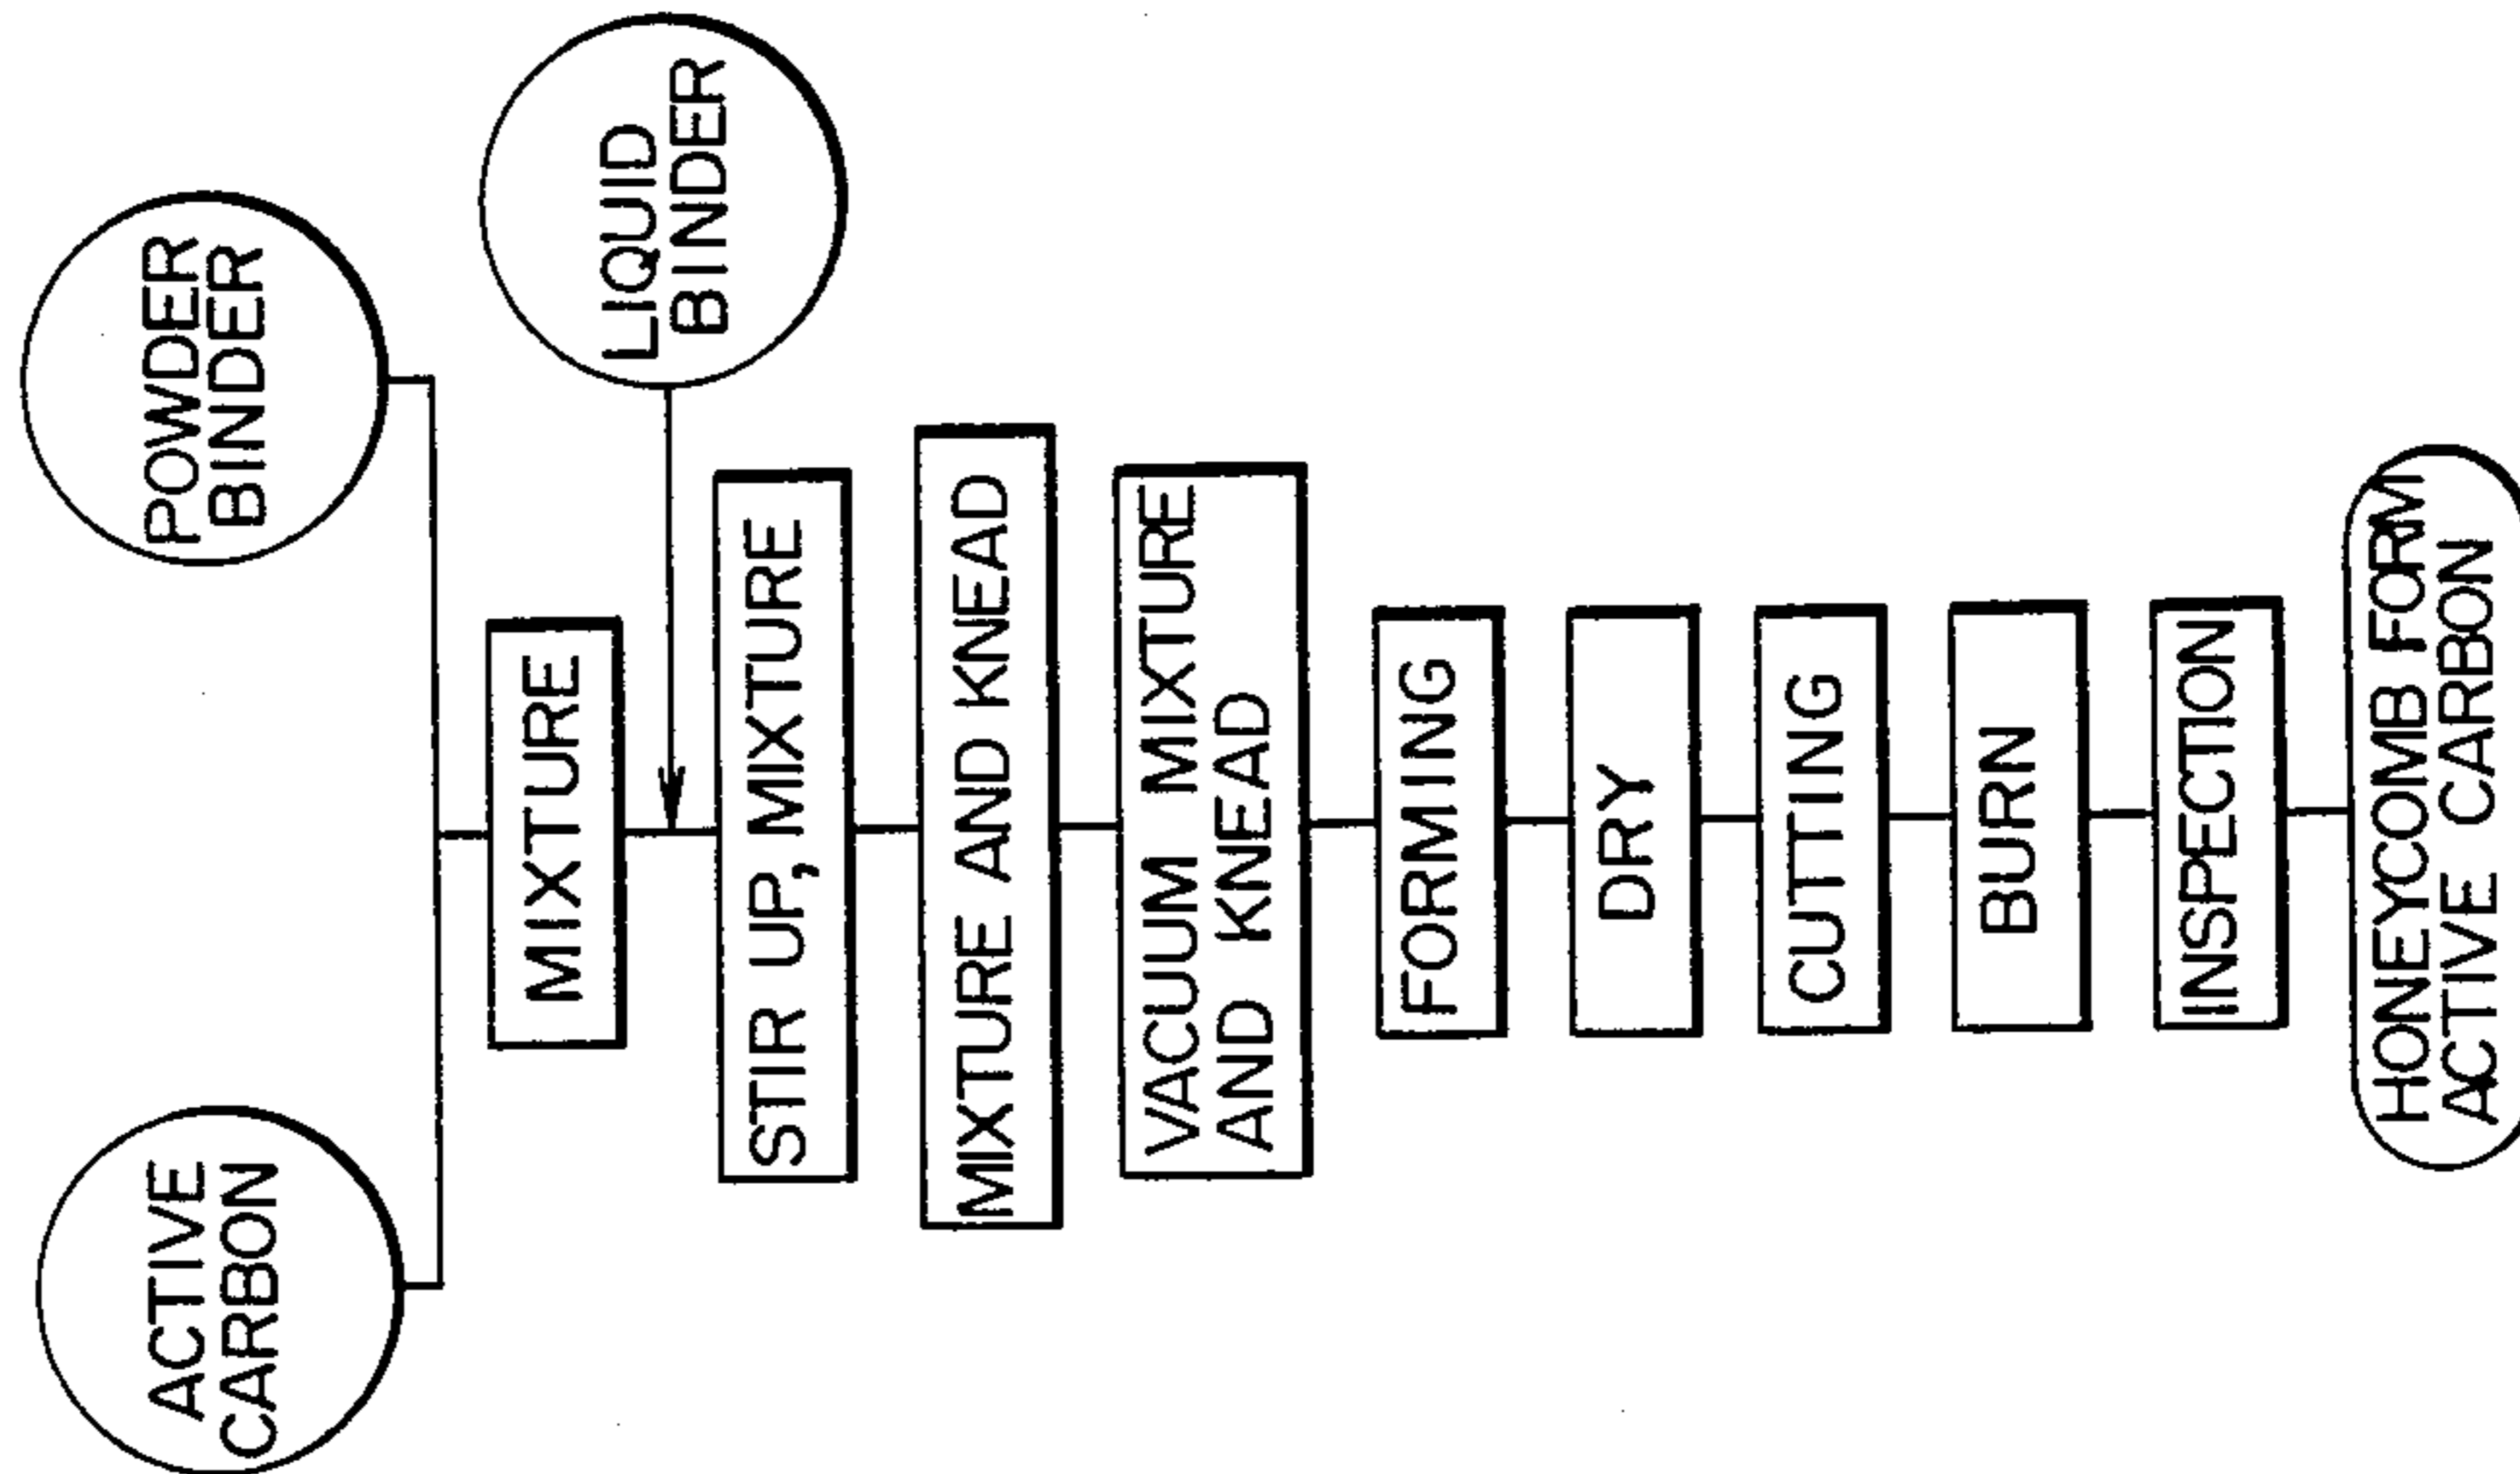 ACTIVE
CARBON
POWDER
BINDER
MIXTURE
LIQUID
BINDER
STIR UP, MIXTURE
MIXTURE AND KNEAD
VACUUM MIXTURE
AND KNEAD
FORMING
DRY
CUTTING
BURN
INSPECTION
HONEYCOMB FORM
ACTIVE CARBON